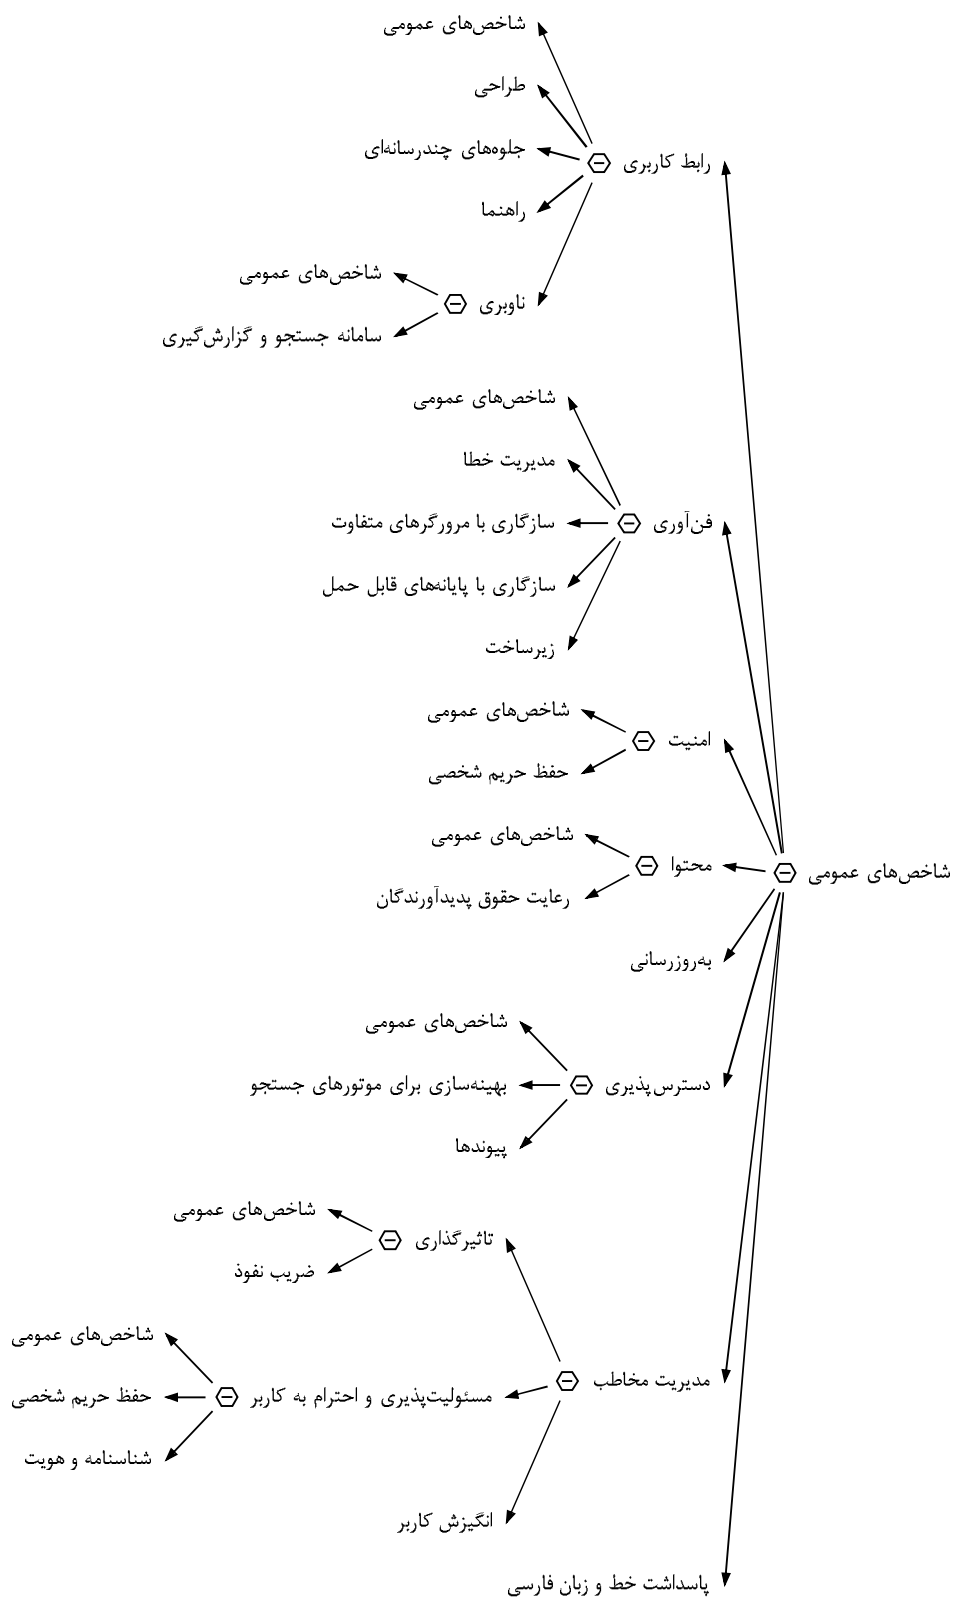 شاخص‌های عمومی
رابط کاربری
شاخص‌های عمومی
طراحی
جلوه‌های چندرسانه‌ای
راهنما
ناوبری
شاخص‌های عمومی
سامانه جستجو و گزارش‌گیری
فن‌آوری
شاخص‌های عمومی
مدیریت خطا
سازگاری با مرورگرهای متفاوت
سازگاری با پایانه‌های قابل حمل
زیرساخت
امنیت
شاخص‌های عمومی
حفظ حریم شخصی
محتوا
شاخص‌های عمومی
رعایت حقوق پدیدآورندگان
به‌روزرسانی
دسترس‌پذیری
شاخص‌های عمومی
بهینه‌سازی برای موتورهای جستجو
پیوندها
مدیریت مخاطب
تاثیرگذاری
شاخص‌های عمومی
ضریب نفوذ
مسئولیت‌پذیری و احترام به کاربر
شاخص‌های عمومی
حفظ حریم شخصی
شناسنامه و هویت
انگیزش کاربر
پاسداشت خط و زبان فارسی